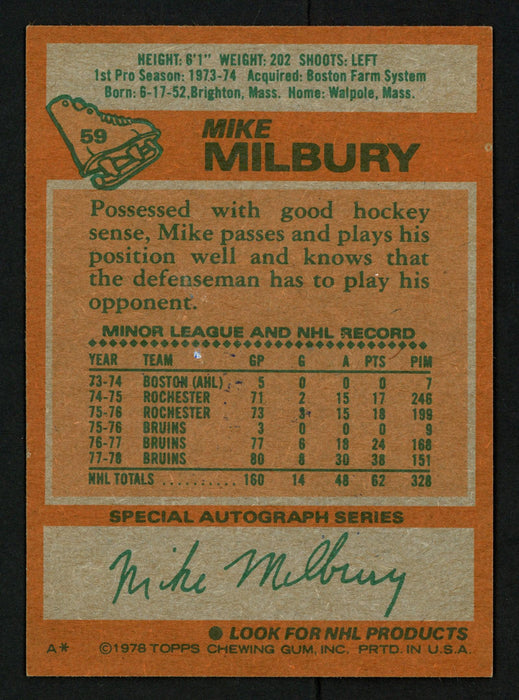 HEIGHT: 6'1" WEIGHT: 202 SHOOTS: LEFT
1st Pro Season: 1973-74 Acquired: Boston Farm System
Born: 6-17-52, Brighton, Mass. Home: Walpole, Mass.
59
MIKE
MILBURY
Possessed with good hockey
sense, Mike passes and plays his
position well and knows that
the defenseman has to play his
opponent.
MINOR LEAGUE AND NHL RECORD
YEAR TEAM GP G A PTS PIM
73-74 BOSTON (AHL) 5 0 0 0 7
74-75 ROCHESTER 71 2 15 17 246
75-76 ROCHESTER 73 3 15 18 199
75-76 BRUINS 3 0 0 0 9
76-77 BRUINS 77 6 18 24 168
77-78 BRUINS 80 8 30 38 151
NHL TOTALS .......... 160 14 48 62 328
SPECIAL AUTOGRAPH SERIES
Mike Milbury
LOOK FOR NHL PRODUCTS
A* ©1978 TOPPS CHEWING GUM, INC. PRTD. IN U.S.A.